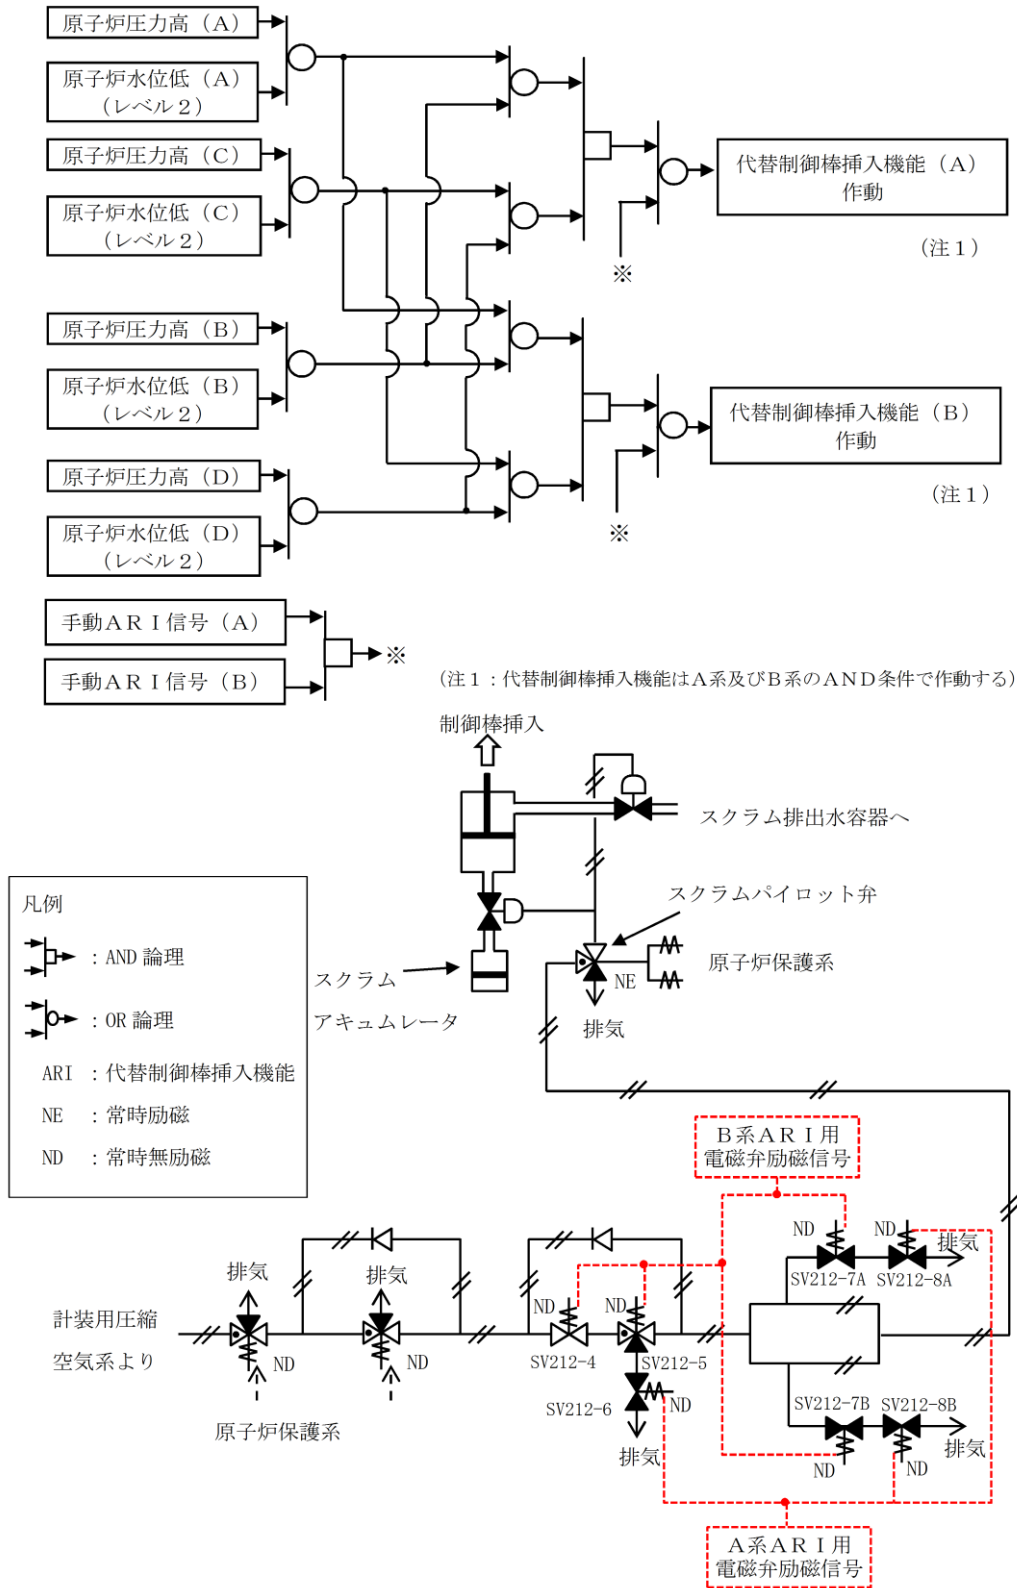 原子炉圧力高（A）
原子炉水位低（A）
（レベル２）
原子炉圧力高（C）
原子炉水位低（C）
（レベル２）
代替制御棒挿入機能（A）
作動
（注１）
※
原子炉圧力高（B）
原子炉水位低（B）
（レベル２）
代替制御棒挿入機能（B）
作動
（注１）
※
原子炉圧力高（D）
原子炉水位低（D）
（レベル２）
手動ＡＲＩ信号（A）
手動ＡＲＩ信号（B）
※
（注１：代替制御棒挿入機能はＡ系及びＢ系のＡＮＤ条件で作動する）
制御棒挿入
スクラム排出水容器へ
スクラムパイロット弁
原子炉保護系
NE
排気
スクラム
アキュムレータ
凡例
：AND 論理
：OR 論理
ARI ：代替制御棒挿入機能
NE ：常時励磁
ND ：常時無励磁
Ｂ系ＡＲＩ用
電磁弁励磁信号
計装用圧縮
空気系より
排気
ND
排気
ND
原子炉保護系
ND
SV212-4
ND
SV212-5
SV212-6
ND
排気
ND
SV212-7A
ND
SV212-8A
排気
SV212-7B
ND
SV212-8B
ND
排気
Ａ系ＡＲＩ用
電磁弁励磁信号